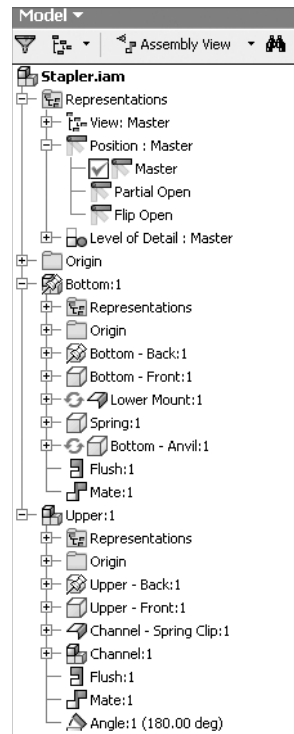 Model
Assembly View
Stapler.iam
Representations
View: Master
Position : Master
Master
Partial Open
Flip Open
Level of Detail : Master
Origin
Bottom:1
Representations
Origin
Bottom - Back:1
Bottom - Front:1
Lower Mount:1
Spring:1
Bottom - Anvil:1
Flush:1
Mate:1
Upper:1
Representations
Origin
Upper - Back:1
Upper - Front:1
Channel - Spring Clip:1
Channel:1
Flush:1
Mate:1
Angle:1 (180.00 deg)